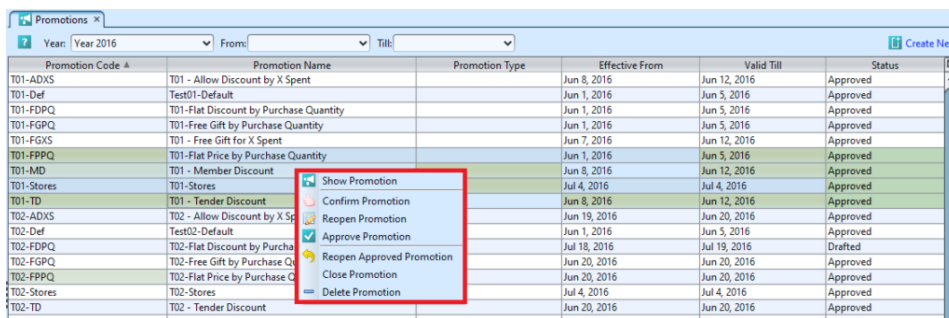 Promotions ×
? Year: Year 2016 From: Till: Create Ne
Promotion Code Promotion Name Promotion Type Effective From Valid Till Status
T01-ADXS T01 - Allow Discount by X Spent Jun 8, 2016 Jun 12, 2016 Approved
T01-Def Test01-Default Jun 1, 2016 Jun 5, 2016 Approved
T01-FDPQ T01-Flat Discount by Purchase Quantity Jun 1, 2016 Jun 5, 2016 Approved
T01-FGPQ T01-Free Gift by Purchase Quantity Jun 1, 2016 Jun 5, 2016 Approved
T01-FGXS T01 - Free Gift for X Spent Jun 7, 2016 Jun 12, 2016 Approved
T01-FPPQ T01-Flat Price by Purchase Quantity Jun 1, 2016 Jun 5, 2016 Approved
T01-MD T01 - Member Discount Jun 8, 2016 Jun 12, 2016 Approved
T01-Stores T01-Stores Jul 4, 2016 Jul 4, 2016 Approved
T01-TD T01 - Tender Discount Jun 8, 2016 Jun 12, 2016 Approved
T02-ADXS T02 - Allow Discount by X Sp Jun 19, 2016 Jun 20, 2016 Approved
T02-Def Test02-Default Jun 1, 2016 Jun 5, 2016 Approved
T02-FDPQ T02-Flat Discount by Purcha Jul 18, 2016 Jul 19, 2016 Drafted
T02-FGPQ T02-Free Gift by Purchase Qu Jun 20, 2016 Jun 20, 2016 Approved
T02-FPPQ T02-Flat Price by Purchase Q Jun 20, 2016 Jun 20, 2016 Approved
T02-Stores T02-Stores Jul 4, 2016 Jul 4, 2016 Approved
T02-TD T02 - Tender Discount Jun 20, 2016 Jun 20, 2016 Approved
Show Promotion
Confirm Promotion
Reopen Promotion
Approve Promotion
Reopen Approved Promotion
Close Promotion
Delete Promotion